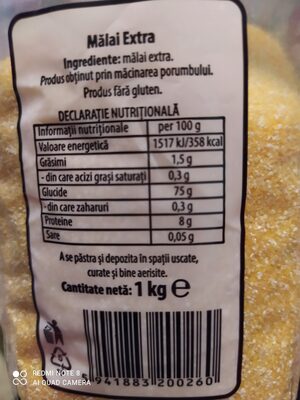 Mălai Extra
Ingrediente: mălai extra.
Produs obținut prin măcinarea porumbului.
Produs fără gluten.
DECLARAȚIE NUTRIȚIONALĂ
Informații nutriționale per 100 g
Valoare energetică 1517 kJ/358 kcal
Grăsimi 1,5 g
- din care acizi grași saturați 0,3 g
Glucide 75 g
- din care zaharuri 0,3 g
Proteine 8 g
Sare 0,05 g
A se păstra și depozita în spații uscate,
curate și bine aerisite.
Cantitate netă: 1 kg e
5 941883 200260
REDMI NOTE 8
AI QUAD CAMERA